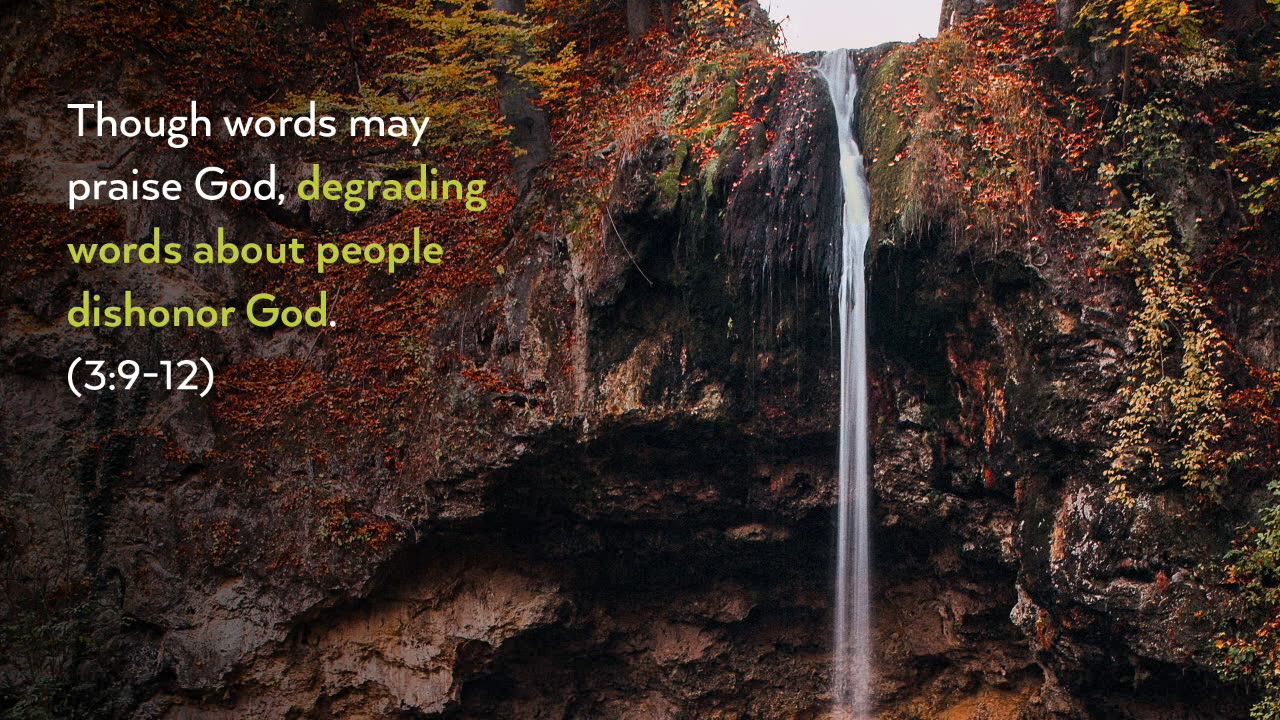 Though words may
praise God, degrading
words about people
dishonor God.
(3:9-12)